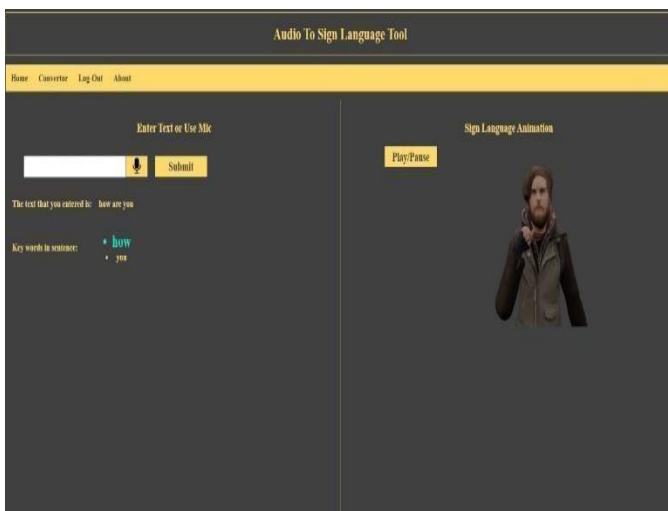 Audio To Sign Language Tool
Home Convertor Log-Out About
Enter Text or Use Mic
Submit
The text that you entered is: how are you
Key words in sentence:
• how
• you
Sign Language Animation
Play/Pause